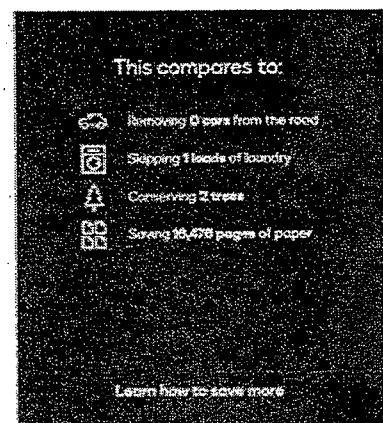 This compares to:
Removing 0 cars from the road
Skipping 1 loads of laundry
Conserving 2 trees
Saving 16,476 pages of paper
Learn how to save more